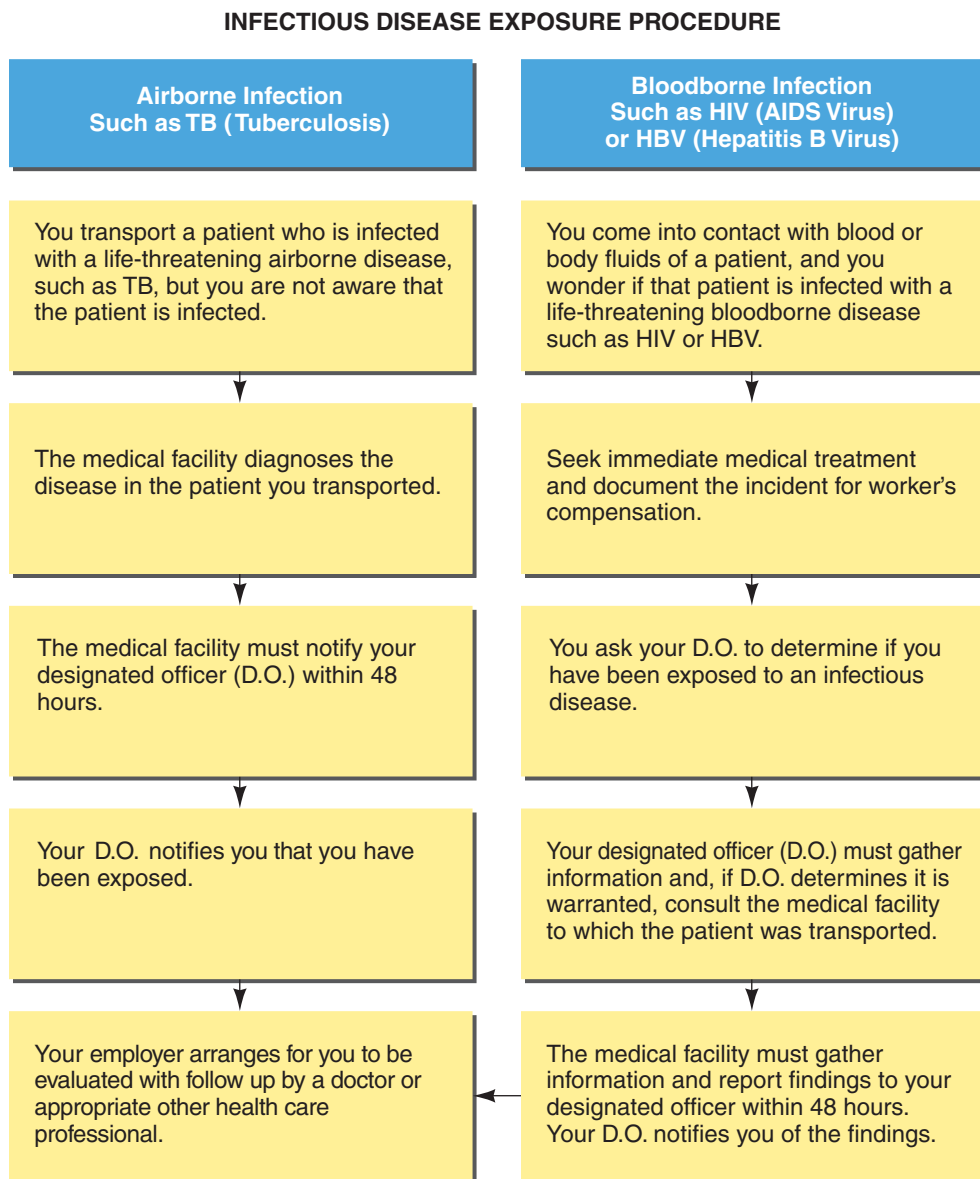 INFECTIOUS DISEASE EXPOSURE PROCEDURE
Airborne Infection
Such as TB (Tuberculosis)
You transport a patient who is infected
with a life-threatening airborne disease,
such as TB, but you are not aware that
the patient is infected.
The medical facility diagnoses the
disease in the patient you transported.
The medical facility must notify your
designated officer (D.O.) within 48
hours.
Your D.O. notifies you that you have
been exposed.
Your employer arranges for you to be
evaluated with follow up by a doctor or
appropriate other health care
professional.
Bloodborne Infection
Such as HIV (AIDS Virus)
or HBV (Hepatitis B Virus)
You come into contact with blood or
body fluids of a patient, and you
wonder if that patient is infected with a
life-threatening bloodborne disease
such as HIV or HBV.
Seek immediate medical treatment
and document the incident for worker's
compensation.
You ask your D.O. to determine if you
have been exposed to an infectious
disease.
Your designated officer (D.O.) must gather
information and, if D.O. determines it is
warranted, consult the medical facility
to which the patient was transported.
The medical facility must gather
information and report findings to your
designated officer within 48 hours.
Your D.O. notifies you of the findings.